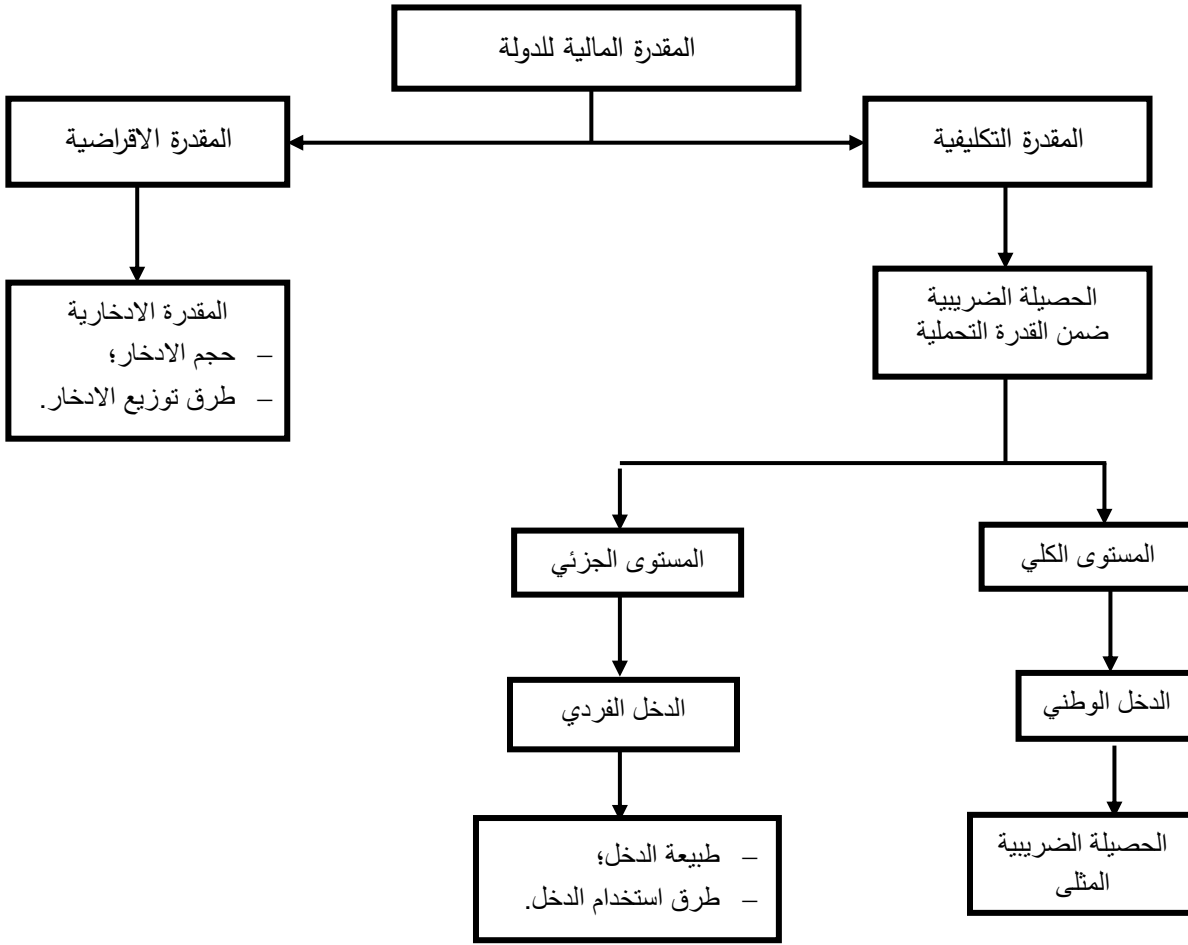 المقدرة المالية للدولة
المقدرة التكليفية
المقدرة الاقراضية
الحصيلة الضريبية
ضمن القدرة التحملية
المقدرة الادخارية
– حجم الادخار؛
– طرق توزيع الادخار.
المستوى الكلي
المستوى الجزئي
الدخل الوطني
الدخل الفردي
الحصيلة الضريبية
المثلى
– طبيعة الدخل؛
– طرق استخدام الدخل.